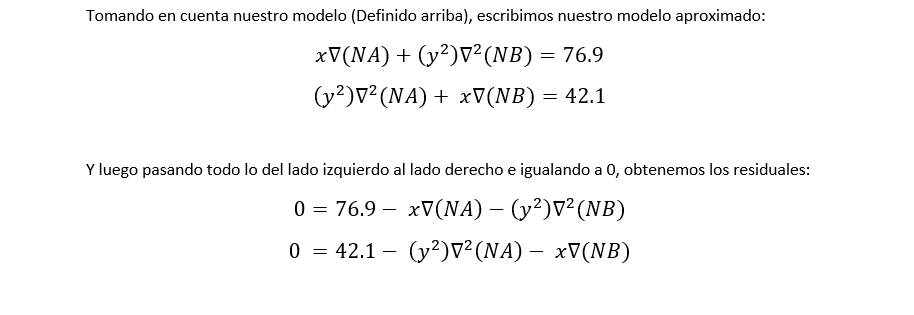 Tomando en cuenta nuestro modelo (Definido arriba), escribimos nuestro modelo aproximado:
x∇(NA) + (y²)∇²(NB) = 76.9
(y²)∇²(NA) + x∇(NB) = 42.1
Y luego pasando todo lo del lado izquierdo al lado derecho e igualando a 0, obtenemos los residuales:
0 = 76.9 − x∇(NA) − (y²)∇²(NB)
0 = 42.1 − (y²)∇²(NA) − x∇(NB)